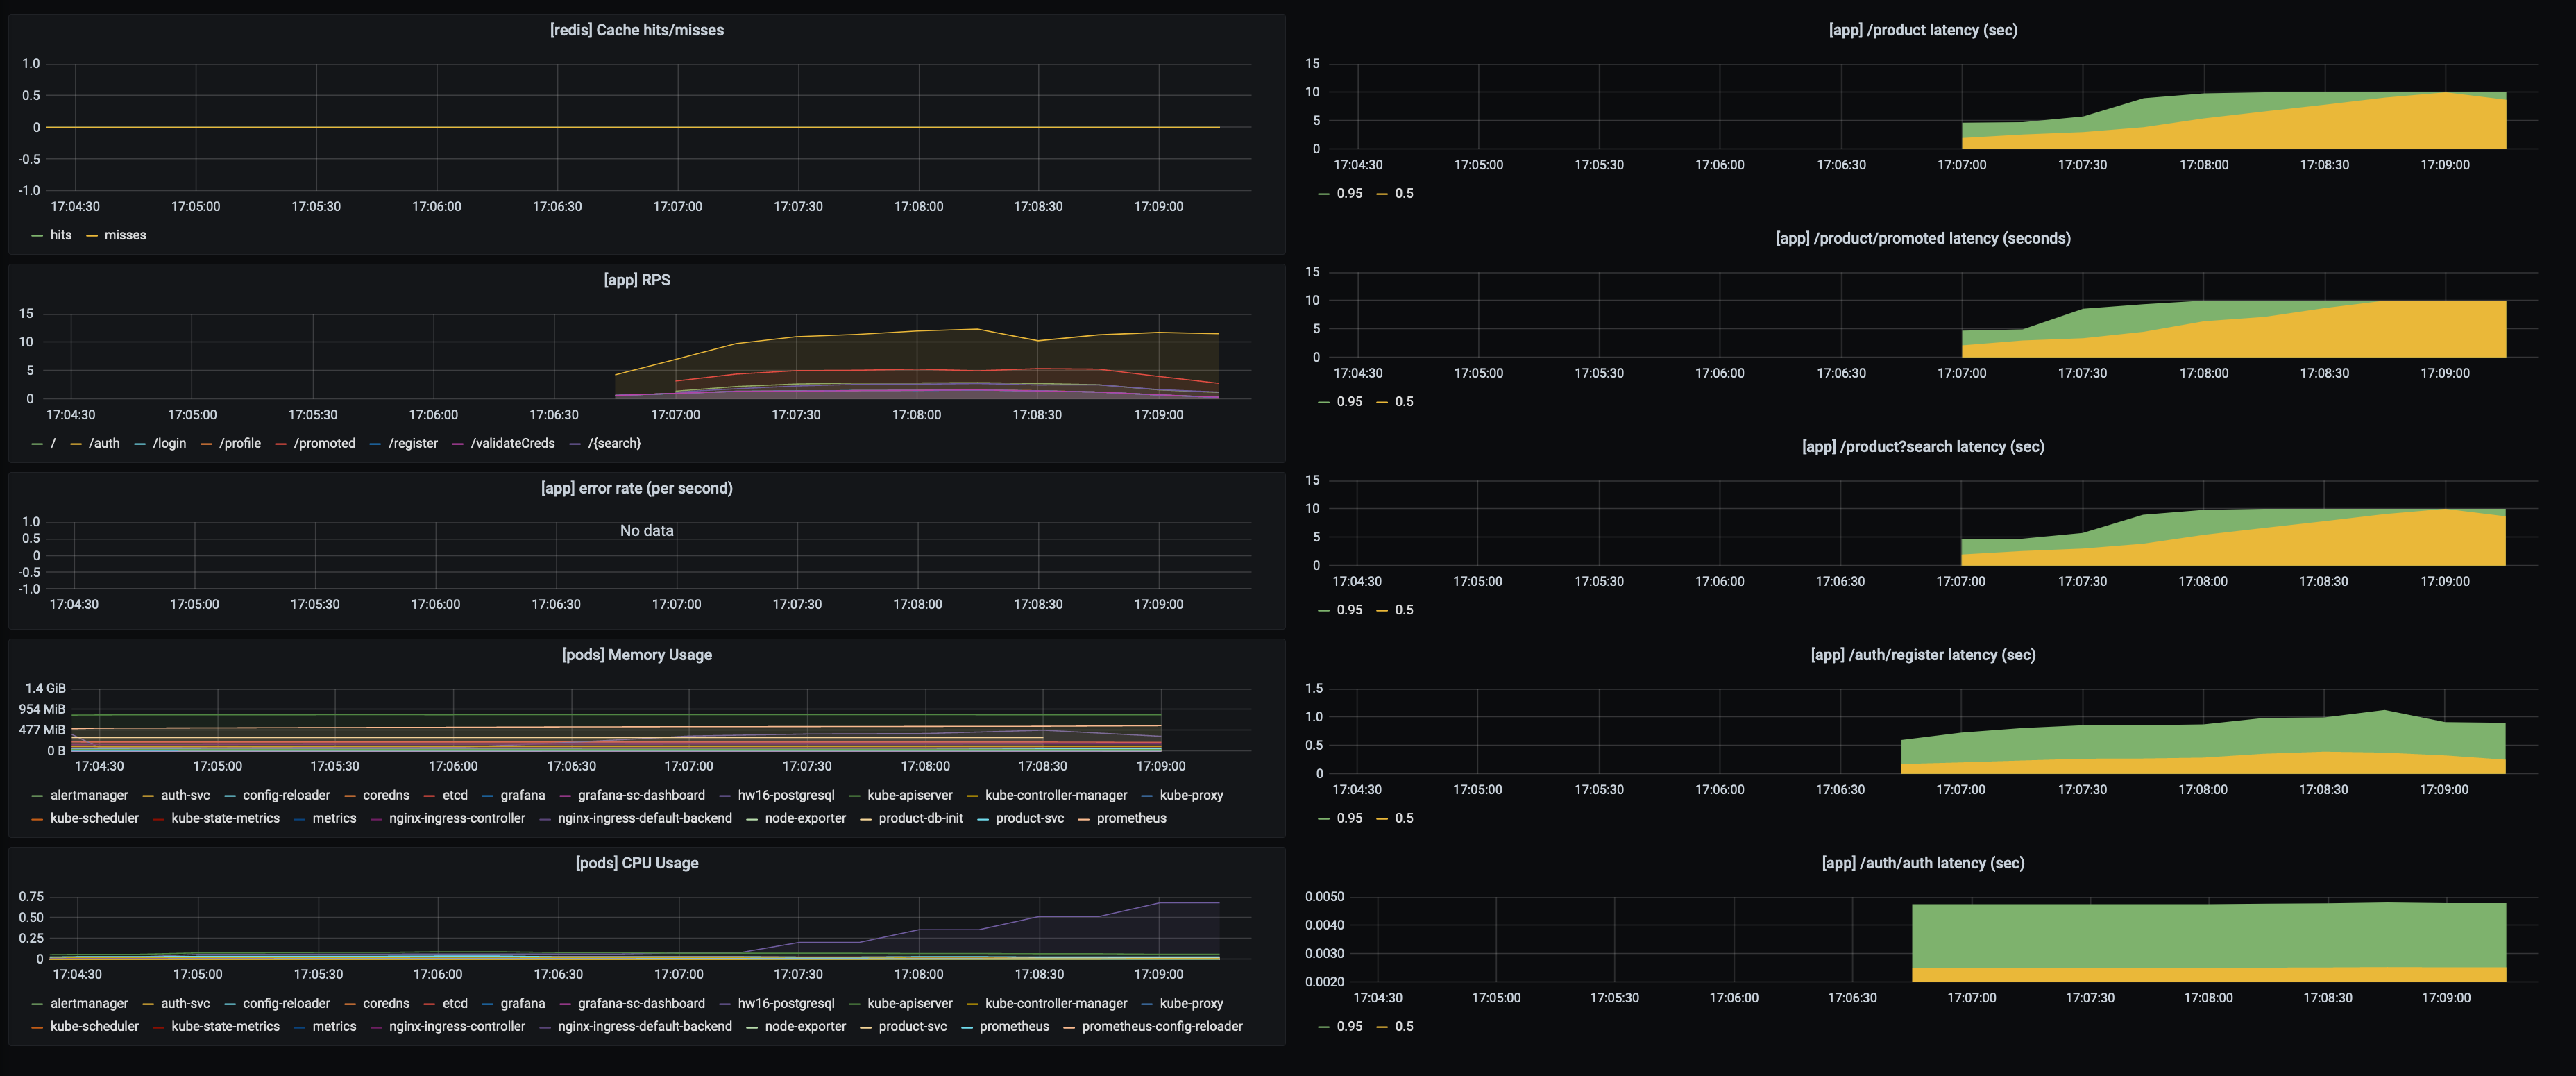 [redis] Cache hits/misses
1.0
0.5
0
-0.5
-1.0
17:04:30 17:05:00 17:05:30 17:06:00 17:06:30 17:07:00 17:07:30 17:08:00 17:08:30 17:09:00
hits misses
[app] RPS
15
10
5
0
17:04:30 17:05:00 17:05:30 17:06:00 17:06:30 17:07:00 17:07:30 17:08:00 17:08:30 17:09:00
/ /auth /login /profile /promoted /register /validateCreds /{search}
[app] error rate (per second)
No data
1.0
0.5
0
-0.5
-1.0
17:04:30 17:05:00 17:05:30 17:06:00 17:06:30 17:07:00 17:07:30 17:08:00 17:08:30 17:09:00
[pods] Memory Usage
1.4 GiB
954 MiB
477 MiB
0 B
17:04:30 17:05:00 17:05:30 17:06:00 17:06:30 17:07:00 17:07:30 17:08:00 17:08:30 17:09:00
alertmanager auth-svc config-reloader coredns etcd grafana grafana-sc-dashboard hw16-postgresql kube-apiserver kube-controller-manager kube-proxy
kube-scheduler kube-state-metrics metrics nginx-ingress-controller nginx-ingress-default-backend node-exporter product-db-init product-svc prometheus
[pods] CPU Usage
0.75
0.50
0.25
0
17:04:30 17:05:00 17:05:30 17:06:00 17:06:30 17:07:00 17:07:30 17:08:00 17:08:30 17:09:00
alertmanager auth-svc config-reloader coredns etcd grafana grafana-sc-dashboard hw16-postgresql kube-apiserver kube-controller-manager kube-proxy
kube-scheduler kube-state-metrics metrics nginx-ingress-controller nginx-ingress-default-backend node-exporter product-svc prometheus prometheus-config-reloader
[app] /product latency (sec)
15
10
5
0
17:04:30 17:05:00 17:05:30 17:06:00 17:06:30 17:07:00 17:07:30 17:08:00 17:08:30 17:09:00
0.95 0.5
[app] /product/promoted latency (seconds)
15
10
5
0
17:04:30 17:05:00 17:05:30 17:06:00 17:06:30 17:07:00 17:07:30 17:08:00 17:08:30 17:09:00
0.95 0.5
[app] /product?search latency (sec)
15
10
5
0
17:04:30 17:05:00 17:05:30 17:06:00 17:06:30 17:07:00 17:07:30 17:08:00 17:08:30 17:09:00
0.95 0.5
[app] /auth/register latency (sec)
1.5
1.0
0.5
0
17:04:30 17:05:00 17:05:30 17:06:00 17:06:30 17:07:00 17:07:30 17:08:00 17:08:30 17:09:00
0.95 0.5
[app] /auth/auth latency (sec)
0.0050
0.0040
0.0030
0.0020
17:04:30 17:05:00 17:05:30 17:06:00 17:06:30 17:07:00 17:07:30 17:08:00 17:08:30 17:09:00
0.95 0.5